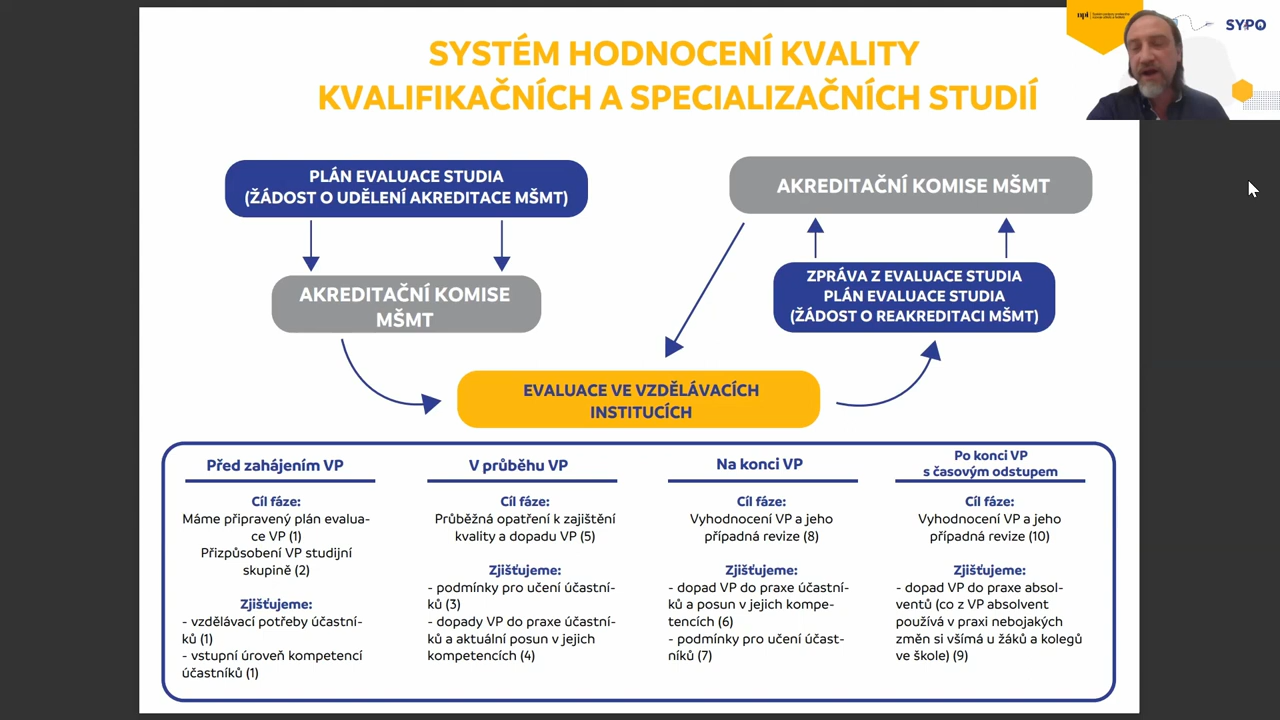 SYSTÉM HODNOCENÍ KVALITY
KVALIFIKAČNÍCH A SPECIALIZAČNÍCH STUDIÍ
npi
SYPO
PLÁN EVALUACE STUDIA
(ŽÁDOST O UDĚLENÍ AKREDITACE MŠMT)
AKREDITAČNÍ KOMISE
MŠMT
AKREDITAČNÍ KOMISE MŠMT
ZPRÁVA Z EVALUACE STUDIA
PLÁN EVALUACE STUDIA
(ŽÁDOST O REAKREDITACI MŠMT)
EVALUACE VE VZDĚLÁVACÍCH
INSTITUCÍCH
Před zahájením VP
Cíl fáze:
Máme připravený plán evalua-
ce VP (1)
Přizpůsobení VP studijní
skupině (2)
Zjišťujeme:
- vzdělávací potřeby účastní-
ků (1)
- vstupní úroveň kompetencí
účastníků (1)
V průběhu VP
Cíl fáze:
Průběžná opatření k zajištění
kvality a dopadu VP (5)
Zjišťujeme:
- podmínky pro učení účastní-
ků (3)
- dopady VP do praxe účastní-
ků a aktuální posun v jejich
kompetencích (4)
Na konci VP
Cíl fáze:
Vyhodnocení VP a jeho
případná revize (8)
Zjišťujeme:
- dopad VP do praxe účastní-
ků a posun v jejich kompe-
tencích (6)
- podmínky pro učení účast-
níků (7)
Po konci VP
s časovým odstupem
Cíl fáze:
Vyhodnocení VP a jeho
případná revize (10)
Zjišťujeme:
- dopad VP do praxe absol-
ventů (co z VP absolvent
používá v praxi nebojakých
změn si všímá u žáků a kolegů
ve škole) (9)